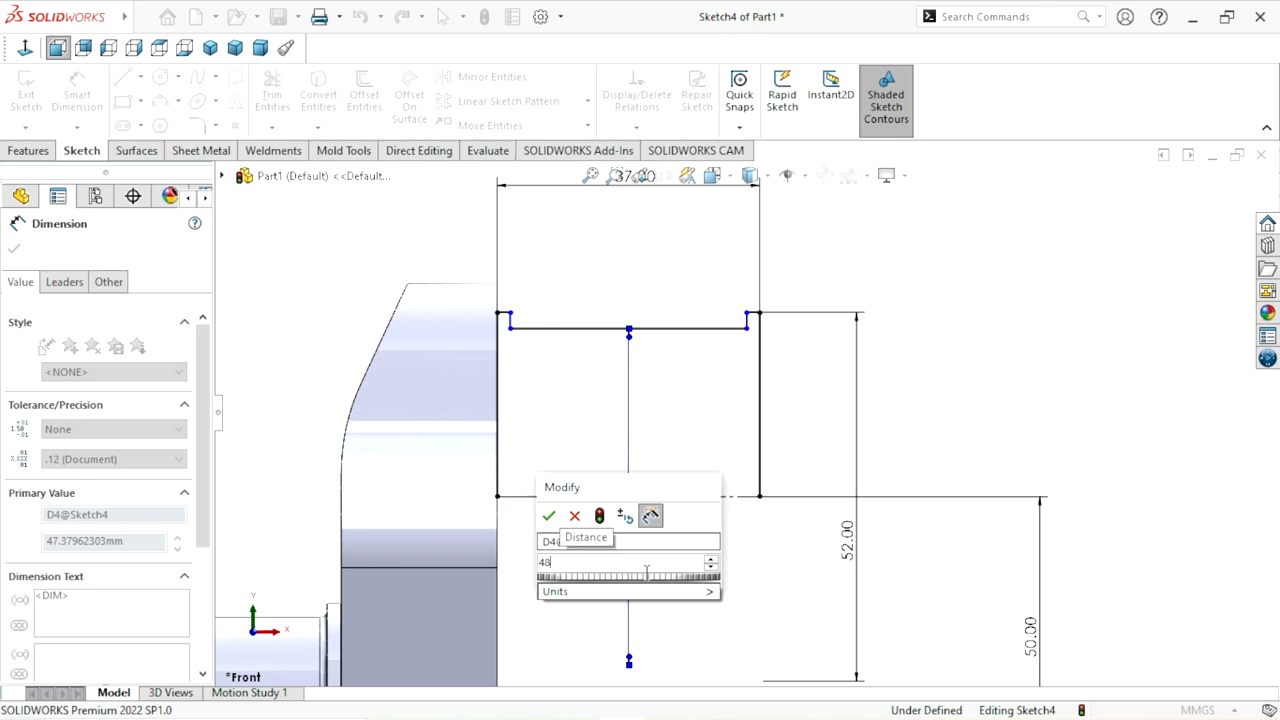 SOLIDWORKS
Sketch4 of Part1 *
Search Commands
Exit Sketch
Smart Dimension
Trim Entities
Convert Entities
Offset Entities
Offset On Surface
Mirror Entities
Linear Sketch Pattern
Move Entities
Display/Delete Relations
Repair Sketch
Quick Snaps
Rapid Sketch
Instant2D
Shaded Sketch Contours
Features
Sketch
Surfaces
Sheet Metal
Weldments
Mold Tools
Direct Editing
Evaluate
SOLIDWORKS Add-Ins
SOLIDWORKS CAM
Part1 (Default) <<Default...
37.00
Dimension
Value
Leaders
Other
Style
<NONE>
Tolerance/Precision
None
.12 (Document)
Primary Value
D4@Sketch4
47.37962303mm
Dimension Text
<DIM>
Modify
Distance
D4@
48
Units
>
52.00
50.00
Y
X
*Front
Model
3D Views
Motion Study 1
SOLIDWORKS Premium 2022 SP1.0
Under Defined
Editing Sketch4
MMGS